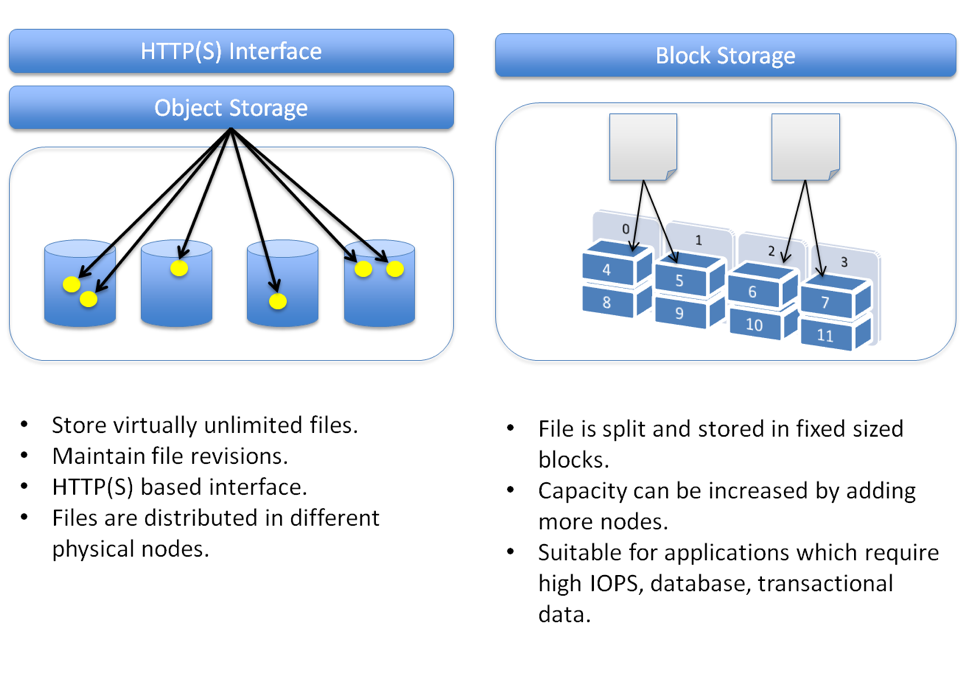 HTTP(S) Interface
Object Storage
• Store virtually unlimited files.
• Maintain file revisions.
• HTTP(S) based interface.
• Files are distributed in different
physical nodes.
Block Storage
0
1
2
3
4
5
6
7
8
9
10
11
• File is split and stored in fixed sized
blocks.
• Capacity can be increased by adding
more nodes.
• Suitable for applications which require
high IOPS, database, transactional
data.